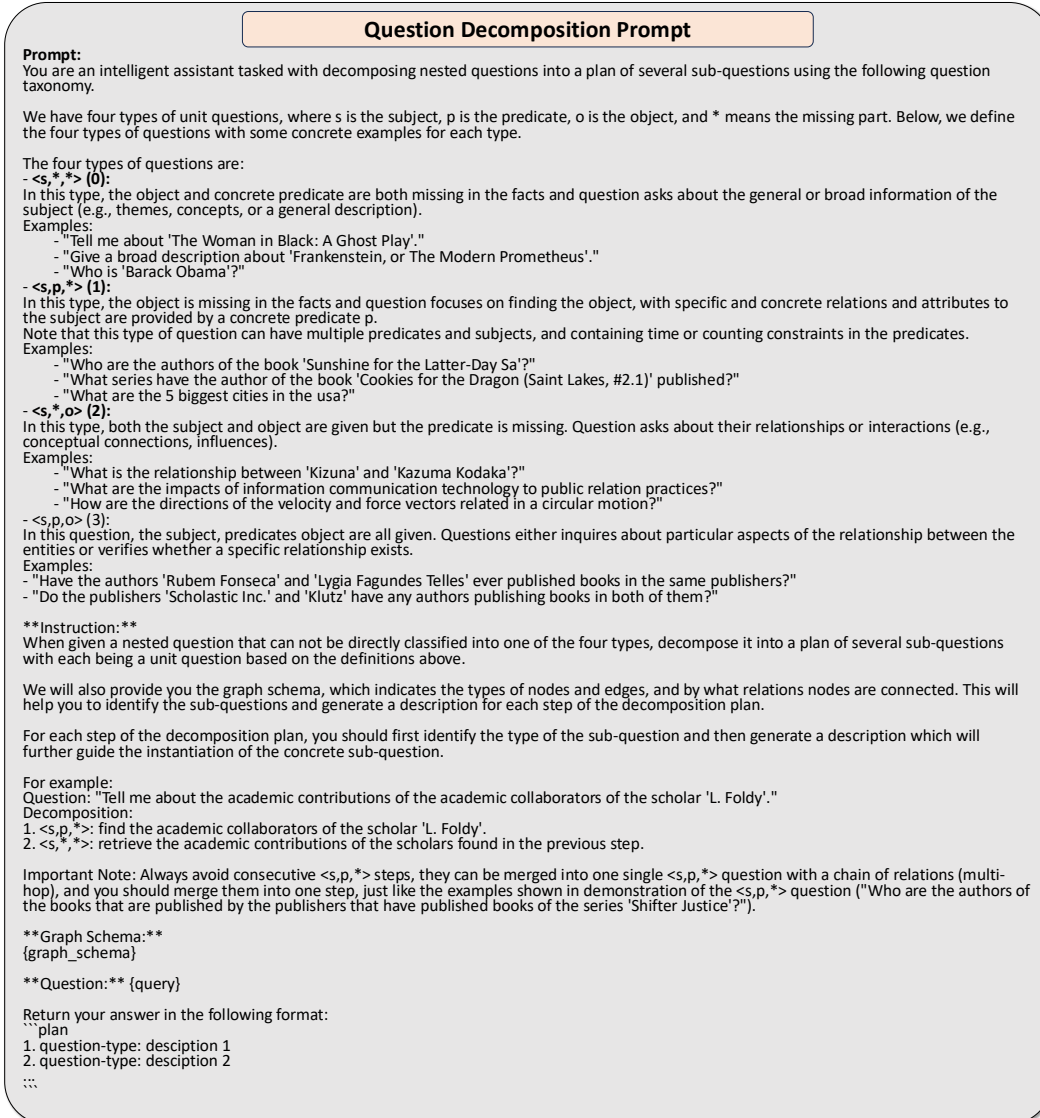 Question Decomposition Prompt
Prompt:
You are an intelligent assistant tasked with decomposing nested questions into a plan of several sub-questions using the following question
taxonomy.
We have four types of unit questions, where s is the subject, p is the predicate, o is the object, and * means the missing part. Below, we define
the four types of questions with some concrete examples for each type.
The four types of questions are:
- <s,*,*> (0):
In this type, the object and concrete predicate are both missing in the facts and question asks about the general or broad information of the
subject (e.g., themes, concepts, or a general description).
Examples:
- "Tell me about 'The Woman in Black: A Ghost Play'."
- "Give a broad description about 'Frankenstein, or The Modern Prometheus'."
- "Who is 'Barack Obama'?"
- <s,p,*> (1):
In this type, the object is missing in the facts and question focuses on finding the object, with specific and concrete relations and attributes to
the subject are provided by a concrete predicate p.
Note that this type of question can have multiple predicates and subjects, and containing time or counting constraints in the predicates.
Examples:
- "Who are the authors of the book 'Sunshine for the Latter-Day Sa'?"
- "What series have the author of the book 'Cookies for the Dragon (Saint Lakes, #2.1)' published?"
- "What are the 5 biggest cities in the usa?"
- <s,*,o> (2):
In this type, both the subject and object are given but the predicate is missing. Question asks about their relationships or interactions (e.g.,
conceptual connections, influences).
Examples:
- "What is the relationship between 'Kizuna' and 'Kazuma Kodaka'?"
- "What are the impacts of information communication technology to public relation practices?"
- "How are the directions of the velocity and force vectors related in a circular motion?"
- <s,p,o> (3):
In this question, the subject, predicates object are all given. Questions either inquires about particular aspects of the relationship between the
entities or verifies whether a specific relationship exists.
Examples:
- "Have the authors 'Rubem Fonseca' and 'Lygia Fagundes Telles' ever published books in the same publishers?"
- "Do the publishers 'Scholastic Inc.' and 'Klutz' have any authors publishing books in both of them?"
**Instruction:**
When given a nested question that can not be directly classified into one of the four types, decompose it into a plan of several sub-questions
with each being a unit question based on the definitions above.
We will also provide you the graph schema, which indicates the types of nodes and edges, and by what relations nodes are connected. This will
help you to identify the sub-questions and generate a description for each step of the decomposition plan.
For each step of the decomposition plan, you should first identify the type of the sub-question and then generate a description which will
further guide the instantiation of the concrete sub-question.
For example:
Question: "Tell me about the academic contributions of the academic collaborators of the scholar 'L. Foldy'."
Decomposition:
1. <s,p,*>: find the academic collaborators of the scholar 'L. Foldy'.
2. <s,*,*>: retrieve the academic contributions of the scholars found in the previous step.
Important Note: Always avoid consecutive <s,p,*> steps, they can be merged into one single <s,p,*> question with a chain of relations (multi-
hop), and you should merge them into one step, just like the examples shown in demonstration of the <s,p,*> question ("Who are the authors of
the books that are published by the publishers that have published books of the series 'Shifter Justice'?").
**Graph Schema:**
{graph_schema}
**Question:** {query}
Return your answer in the following format:
```plan
1. question-type: desciption 1
2. question-type: desciption 2
...
```